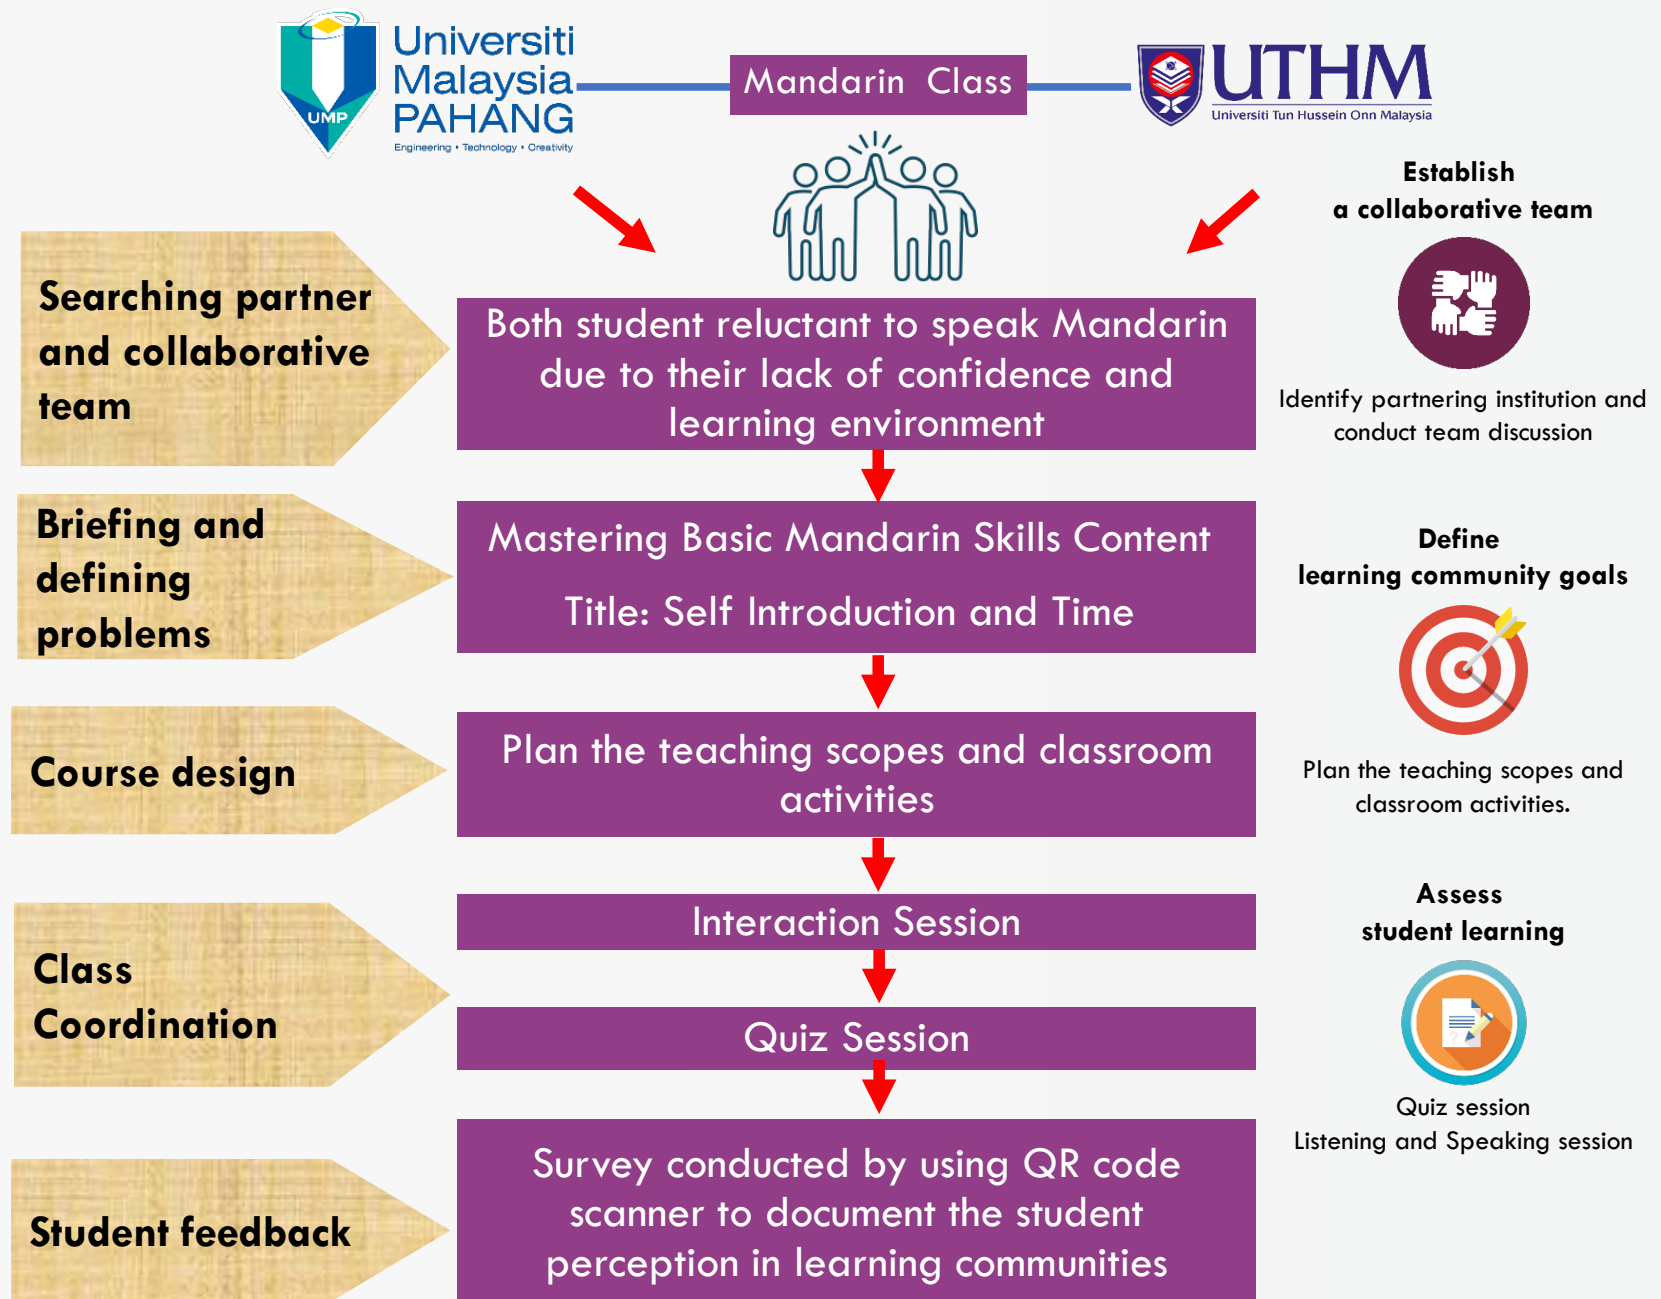 Universiti
Malaysia
PAHANG
Engineering • Technology • Creativity
UMP
Mandarin Class
UTHM
Universiti Tun Hussein Onn Malaysia
Establish
a collaborative team
Identify partnering institution and
conduct team discussion
Searching partner
and collaborative
team
Both student reluctant to speak Mandarin
due to their lack of confidence and
learning environment
Briefing and
defining
problems
Mastering Basic Mandarin Skills Content
Title: Self Introduction and Time
Define
learning community goals
Plan the teaching scopes and
classroom activities.
Course design
Plan the teaching scopes and classroom
activities
Class
Coordination
Interaction Session
Quiz Session
Assess
student learning
Quiz session
Listening and Speaking session
Student feedback
Survey conducted by using QR code
scanner to document the student
perception in learning communities